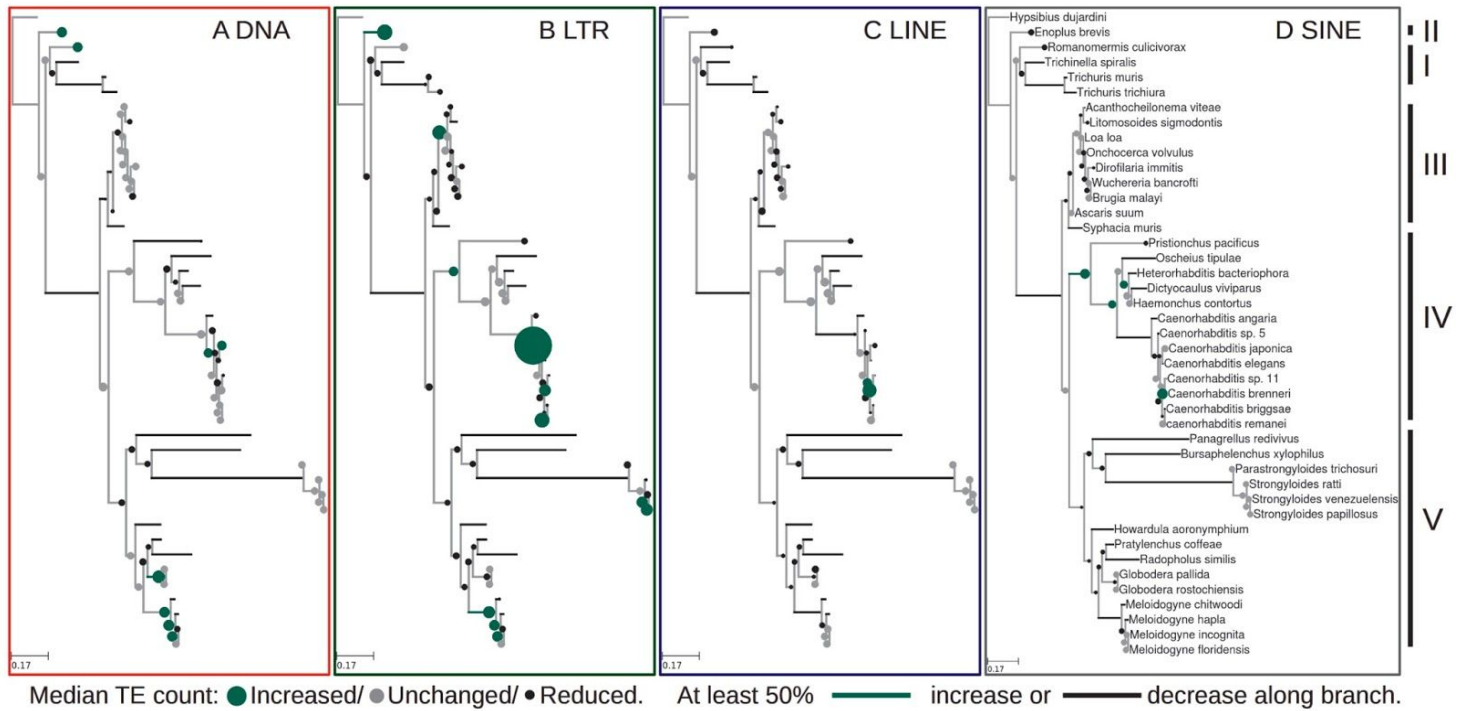 A DNA
B LTR
C LINE
D SINE
Hypsibius dujardini
Enoplus brevis
Romanomermis culicivorax
Trichinella spiralis
Trichuris muris
Trichuris trichiura
Acanthocheilonema viteae
Litomosoides sigmodontis
Loa loa
Onchocerca volvulus
Dirofilaria immitis
Wuchereria bancrofti
Brugia malayi
Ascaris suum
Syphacia muris
Pristionchus pacificus
Oscheius tipulae
Heterorhabditis bacteriophora
Dictyocaulus viviparus
Haemonchus contortus
Caenorhabditis angaria
Caenorhabditis sp. 5
Caenorhabditis japonica
Caenorhabditis elegans
Caenorhabditis sp. 11
Caenorhabditis brenneri
Caenorhabditis briggsae
caenorhabditis remanei
Panagrellus redivivus
Bursaphelenchus xylophilus
Parastrongyloides trichosuri
Strongyloides ratti
Strongyloides venezuelensis
Strongyloides papillosus
Howardula aoronymphium
Pratylenchus coffeae
Radopholus similis
Globodera pallida
Globodera rostochiensis
Meloidogyne chitwoodi
Meloidogyne hapla
Meloidogyne incognita
Meloidogyne floridensis
II
I
III
IV
V
0.17
0.17
0.17
0.17
Median TE count: Increased/ Unchanged/ Reduced. At least 50% increase or decrease along branch.